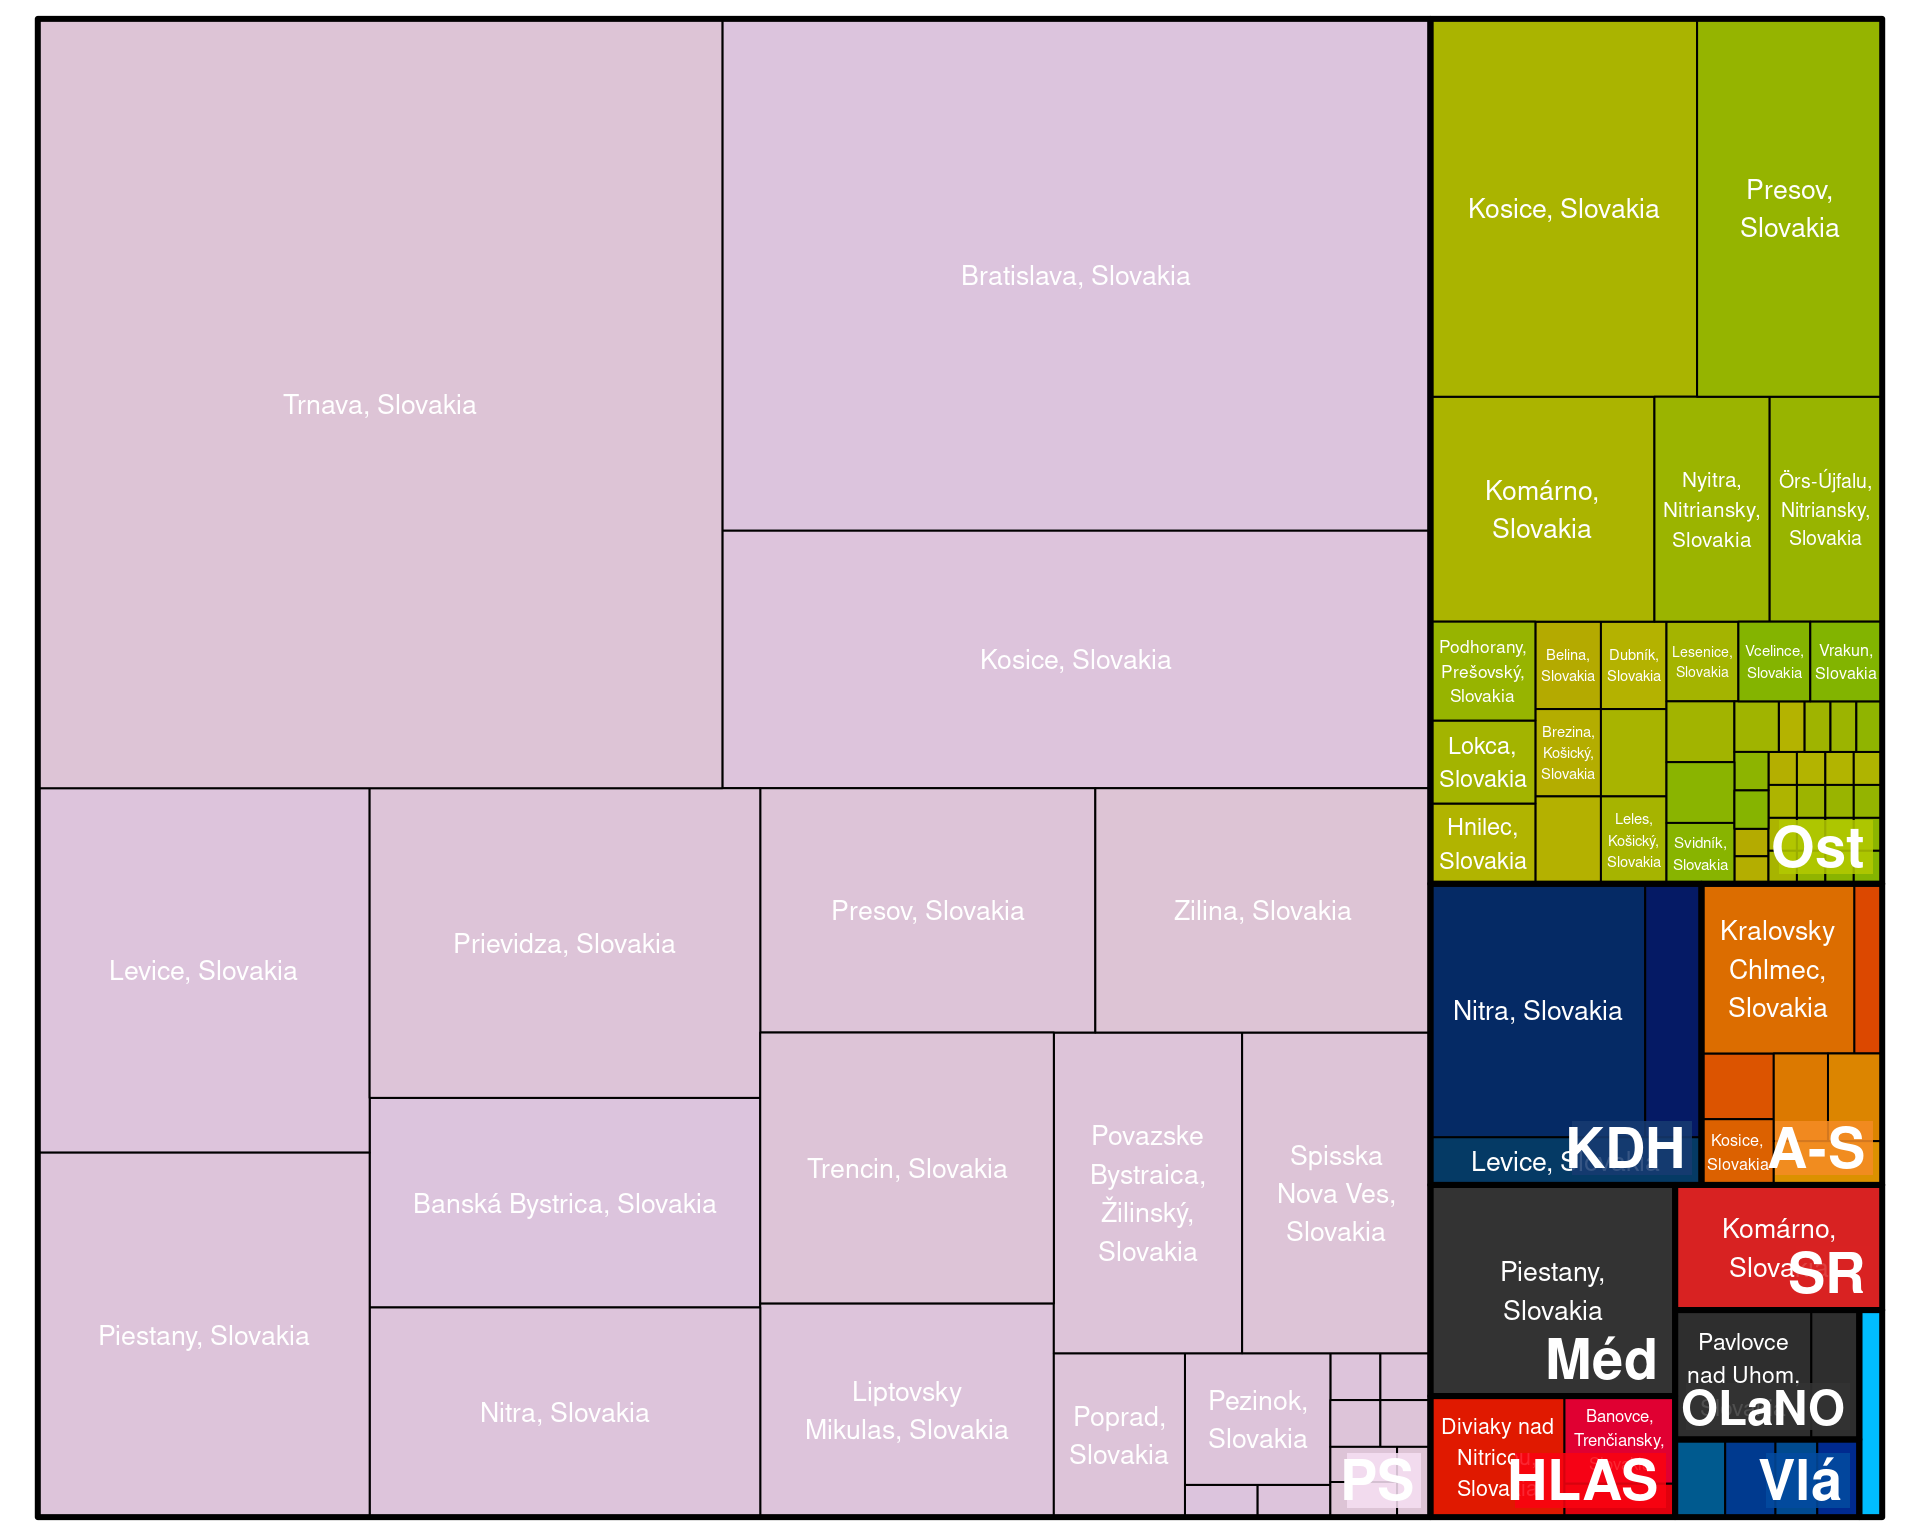 Trnava, Slovakia
Bratislava, Slovakia
Kosice, Slovakia
Levice, Slovakia
Piestany, Slovakia
Prievidza, Slovakia
Banská Bystrica, Slovakia
Nitra, Slovakia
Presov, Slovakia
Zilina, Slovakia
Trencin, Slovakia
Liptovsky
Mikulas, Slovakia
Povazske
Bystraica,
Žilinský,
Slovakia
Spisska
Nova Ves,
Slovakia
Poprad,
Slovakia
Pezinok,
Slovakia
PS
Kosice, Slovakia
Presov,
Slovakia
Komárno,
Slovakia
Nyitra,
Nitriansky,
Slovakia
Örs-Újfalu,
Nitriansky,
Slovakia
Podhorany,
Prešovský,
Slovakia
Lokca,
Slovakia
Hnilec,
Slovakia
Belina,
Slovakia
Brezina,
Košický,
Slovakia
Dubník,
Slovakia
Leles,
Košický,
Slovakia
Lesenice,
Slovakia
Vcelince,
Slovakia
Vrakun,
Slovakia
Svidník,
Slovakia
Ost
Nitra, Slovakia
Levice, Slovakia
KDH
Kralovsky
Chlmec,
Slovakia
Kosice,
Slovakia
A-S
Piestany,
Slovakia
Méd
Komárno,
Slovakia
SR
Pavlovce
nad Uhom,
Slovakia
OLaNO
Diviaky nad
Nitricou,
Slovakia
Banovce,
Trenčiansky,
HLAS
Vlá